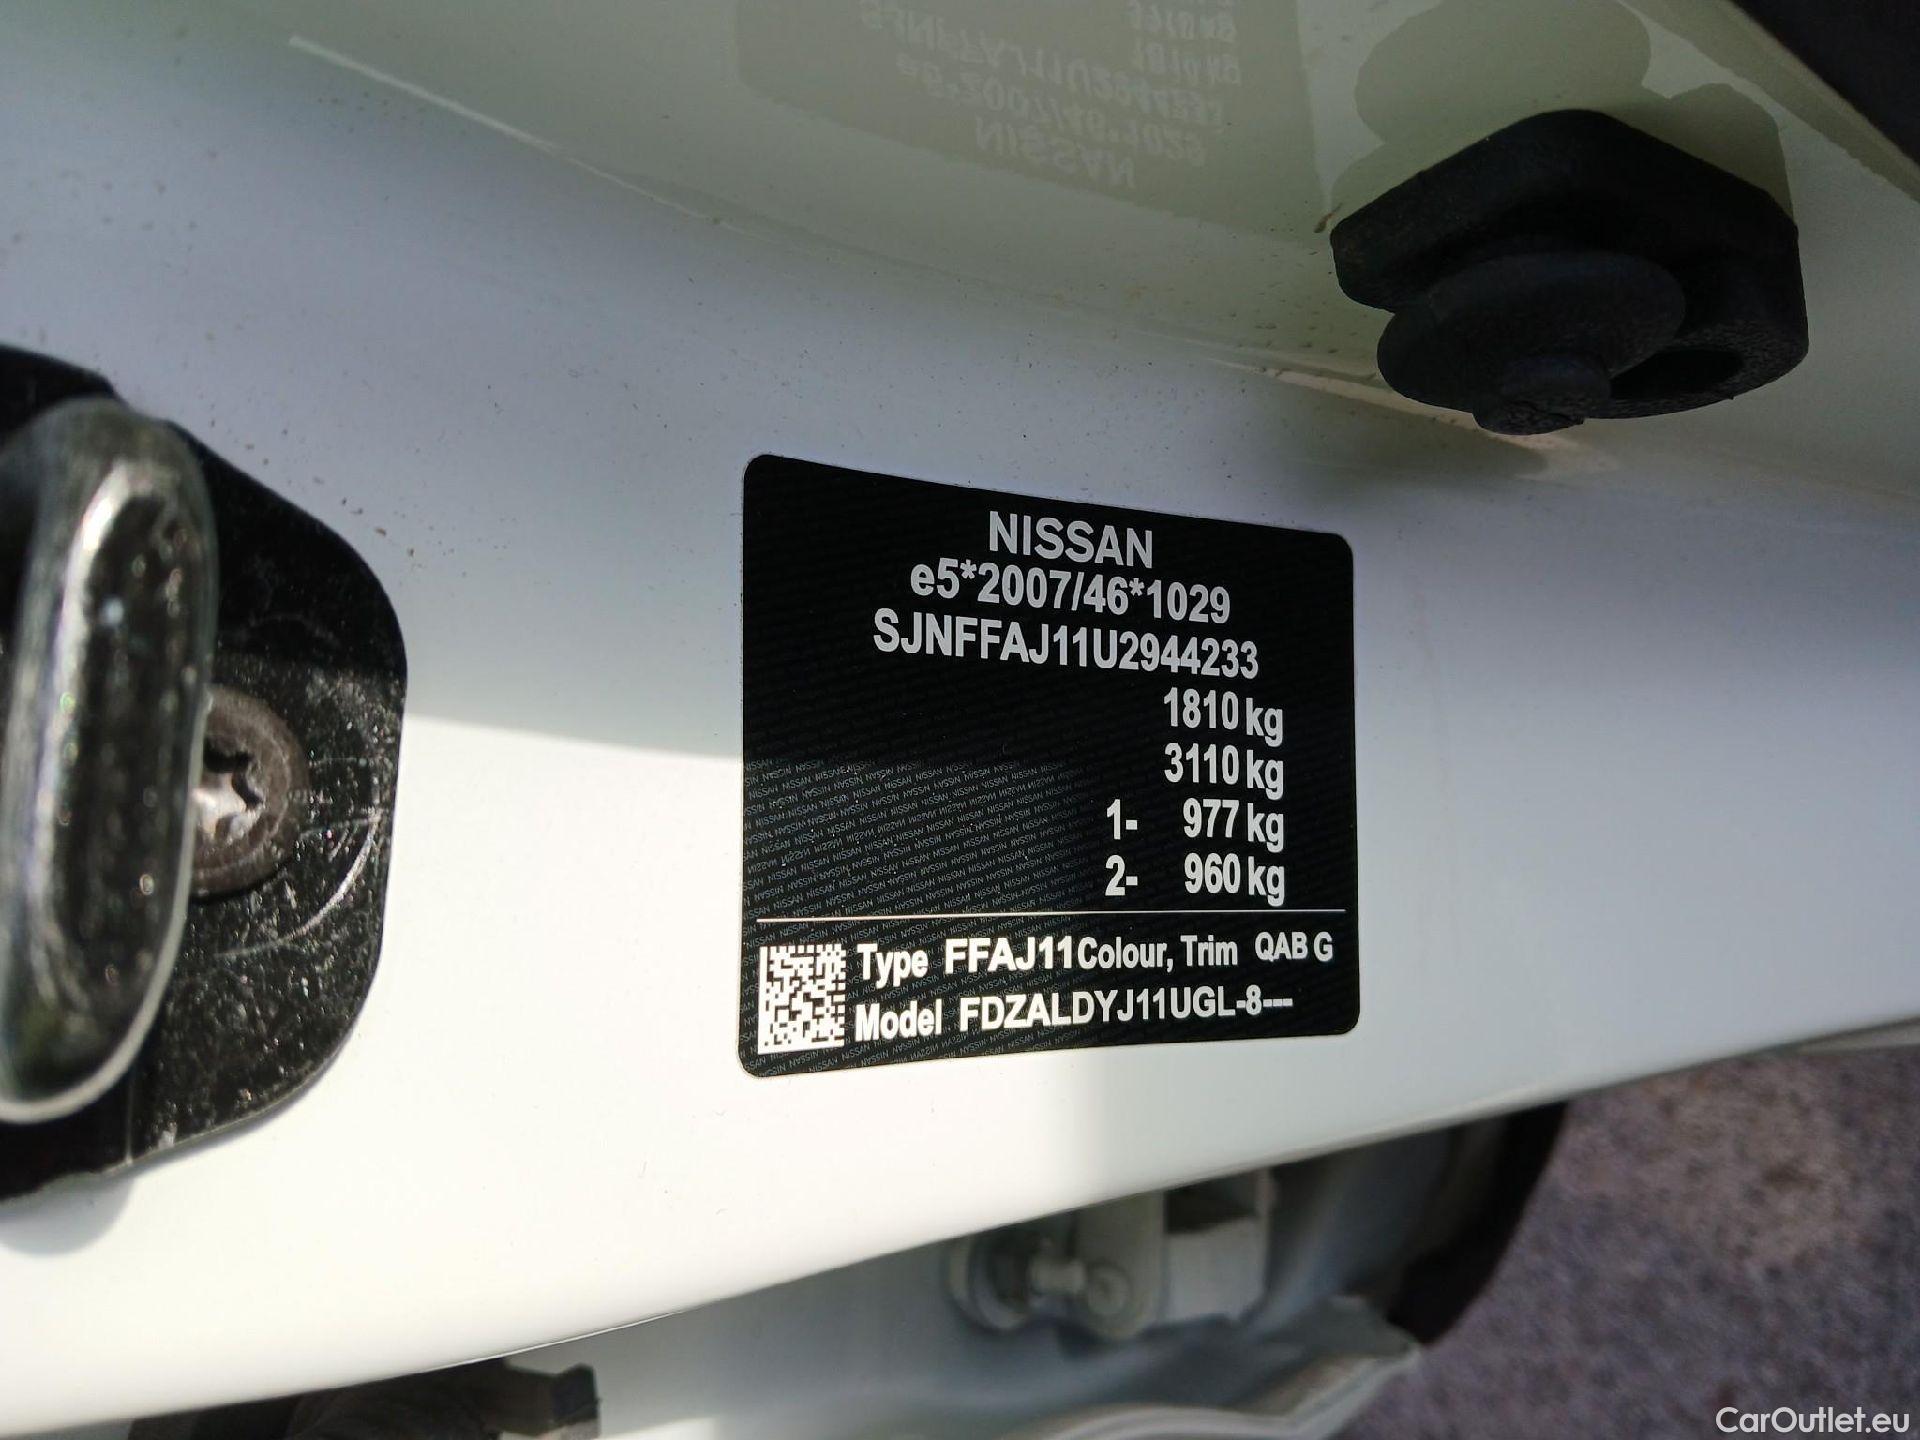 NISSAN
e5*2007/46*1029
SJNFFAJ11U2944233
1810 kg
3110 kg
1- 977 kg
2- 960 kg
Type FFAJ11 Colour, Trim QAB G
Model FDZALDYJ11UGL-8---
CarOutlet.eu